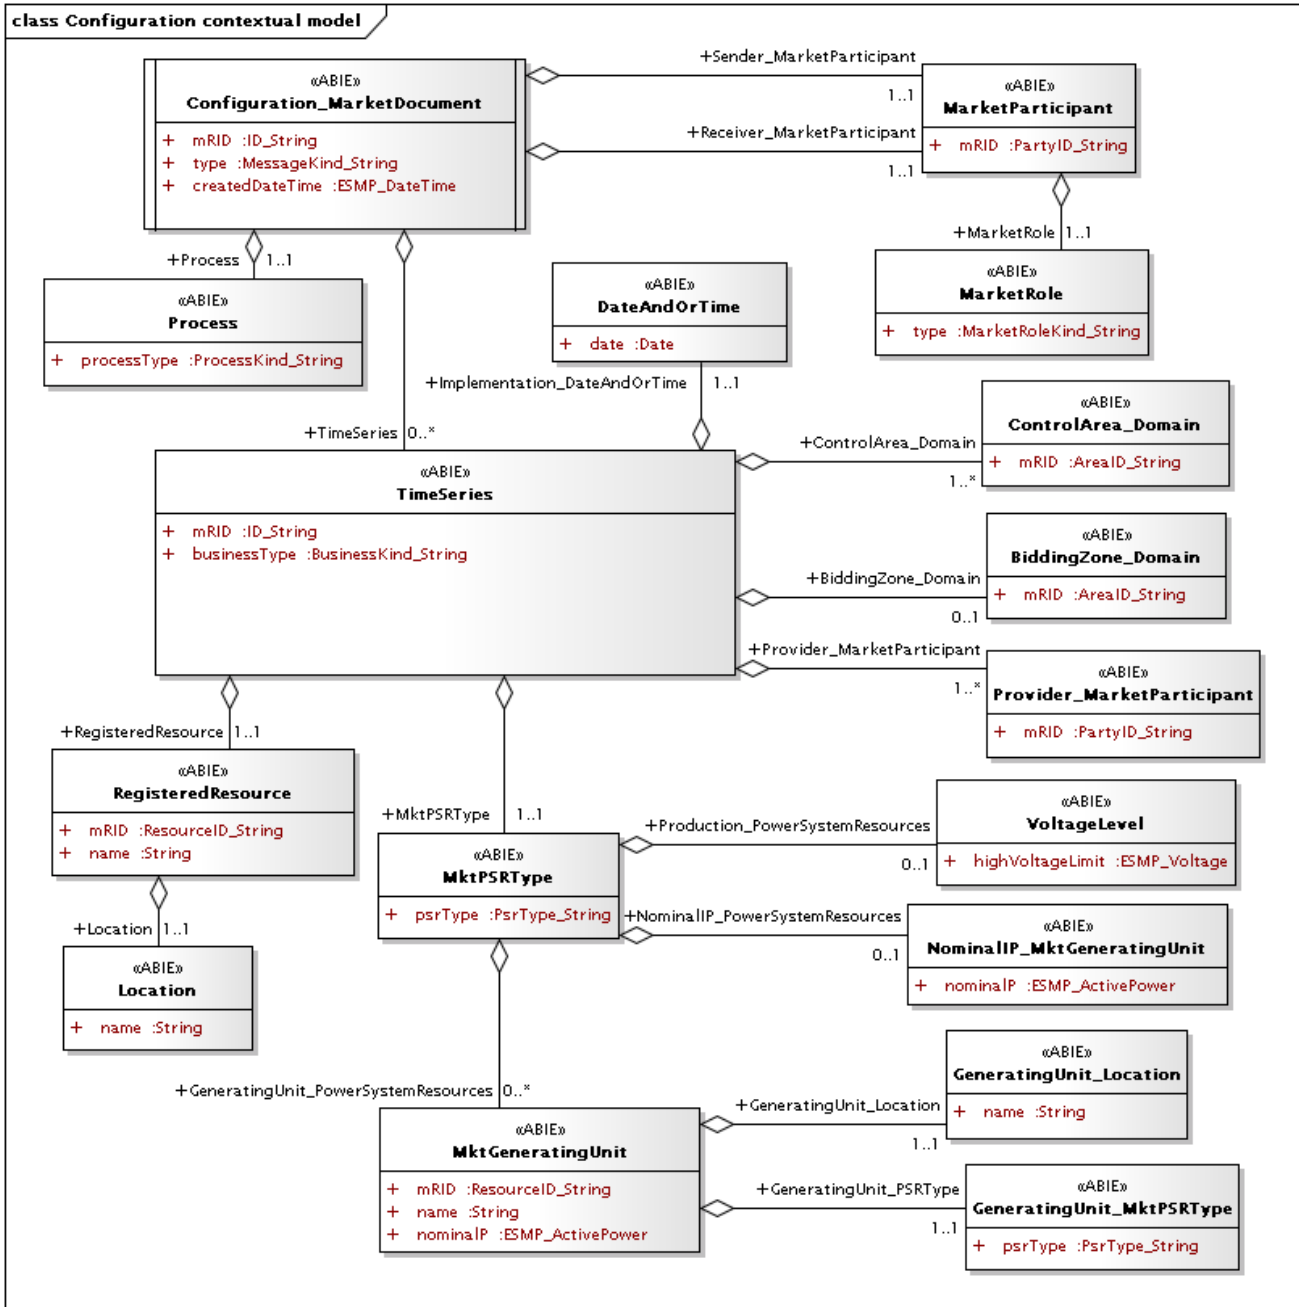 class Configuration contextual model
«ABIE»
Configuration_MarketDocument
+ mRID :ID_String
+ type :MessageKind_String
+ createdDateTime :ESMP_DateTime
+Sender_MarketParticipant
1..1
+Receiver_MarketParticipant
1..1
«ABIE»
MarketParticipant
+ mRID :PartyID_String
+MarketRole 1..1
«ABIE»
MarketRole
+ type :MarketRoleKind_String
+Process 1..1
«ABIE»
Process
+ processType :ProcessKind_String
«ABIE»
DateAndOrTime
+ date :Date
+Implementation_DateAndOrTime 1..1
+TimeSeries 0..*
«ABIE»
TimeSeries
+ mRID :ID_String
+ businessType :BusinessKind_String
+ControlArea_Domain
1..*
«ABIE»
ControlArea_Domain
+ mRID :AreaID_String
+BiddingZone_Domain
0..1
«ABIE»
BiddingZone_Domain
+ mRID :AreaID_String
+Provider_MarketParticipant
1..*
«ABIE»
Provider_MarketParticipant
+ mRID :PartyID_String
+RegisteredResource 1..1
«ABIE»
RegisteredResource
+ mRID :ResourceID_String
+ name :String
+Location 1..1
«ABIE»
Location
+ name :String
+MktPSRType 1..1
«ABIE»
MktPSRType
+ psrType :PsrType_String
+Production_PowerSystemResources
0..1
«ABIE»
VoltageLevel
+ highVoltageLimit :ESMP_Voltage
+NominalIP_PowerSystemResources
0..1
«ABIE»
NominalIP_MktGeneratingUnit
+ nominalP :ESMP_ActivePower
+GeneratingUnit_PowerSystemResources 0..*
«ABIE»
MktGeneratingUnit
+ mRID :ResourceID_String
+ name :String
+ nominalP :ESMP_ActivePower
+GeneratingUnit_Location
1..1
«ABIE»
GeneratingUnit_Location
+ name :String
+GeneratingUnit_PSRType
1..1
«ABIE»
GeneratingUnit_MktPSRType
+ psrType :PsrType_String